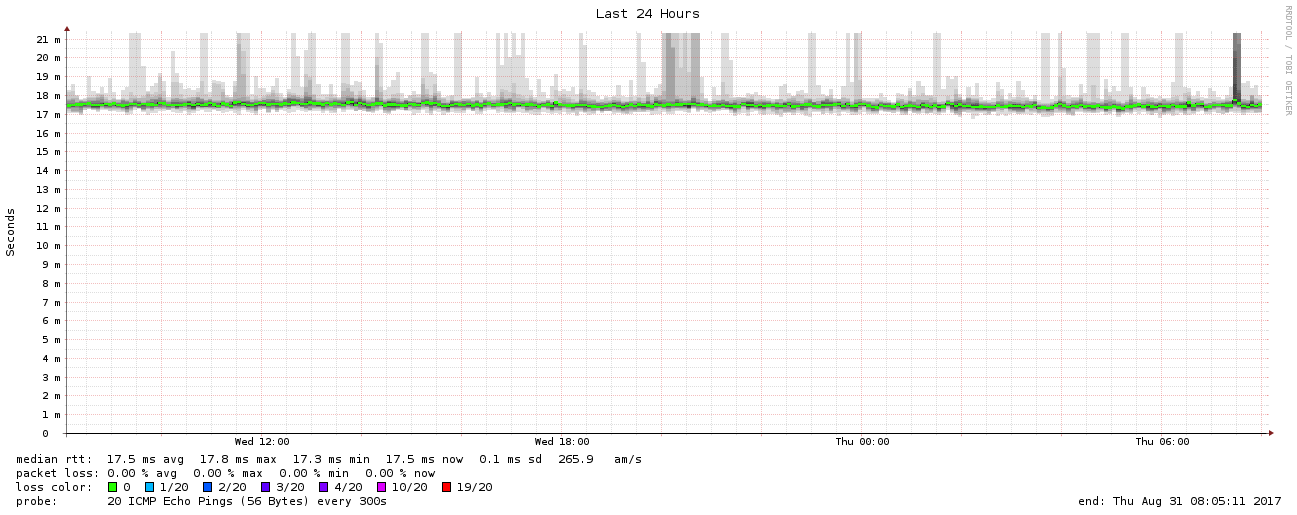 Last 24 Hours
RRDTOOL / TOBI OETIKER
Seconds
21 m
20 m
19 m
18 m
17 m
16 m
15 m
14 m
13 m
12 m
11 m
10 m
9 m
8 m
7 m
6 m
5 m
4 m
3 m
2 m
1 m
0
Wed 12:00 Wed 18:00 Thu 00:00 Thu 06:00
median rtt: 17.5 ms avg 17.8 ms max 17.3 ms min 17.5 ms now 0.1 ms sd 265.9 am/s
packet loss: 0.00 % avg 0.00 % max 0.00 % min 0.00 % now
loss color: 0 1/20 2/20 3/20 4/20 10/20 19/20
probe: 20 ICMP Echo Pings (56 Bytes) every 300s end: Thu Aug 31 08:05:11 2017